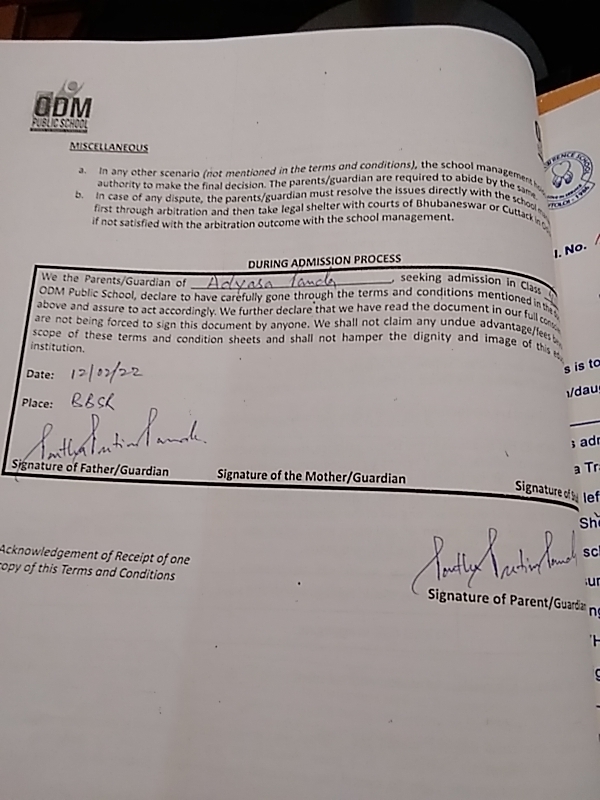 ODM
PUBLIC SCHOOL
MISCELLANEOUS
a. In any other scenario (not mentioned in the terms and conditions), the school management
authority to make the final decision. The parents/guardian are required to abide by the same.
b. In case of any dispute, the parents/guardian must resolve the issues directly with the school
first through arbitration and then take legal shelter with courts of Bhubaneswar or Cuttack in
if not satisfied with the arbitration outcome with the school management.
DURING ADMISSION PROCESS
We the Parents/Guardian of Adyasa Panda, seeking admission in Class
ODM Public School, declare to have carefully gone through the terms and conditions mentioned in the
above and assure to act accordingly. We further declare that we have read the document in our full
are not being forced to sign this document by anyone. We shall not claim any undue advantage/fees
scope of these terms and condition sheets and shall not hamper the dignity and image of this
institution.
Date: 12/02/22
Place: BBSR
Signature of Father/Guardian Signature of the Mother/Guardian Signature of
Acknowledgement of Receipt of one
copy of this Terms and Conditions
Signature of Parent/Guardian
I. No.
s is to